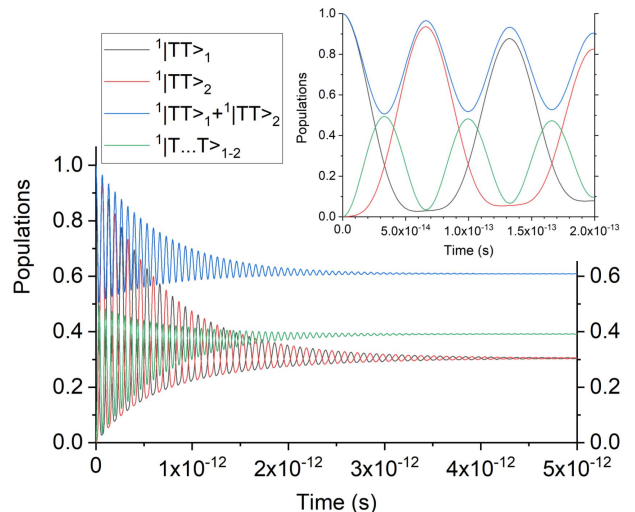 ¹|TT>₁
¹|TT>₂
¹|TT>₁+¹|TT>₂
¹|T...T>₁₋₂
Populations
1.0
0.8
0.6
0.4
0.2
0.0
0.0 5.0x10⁻¹⁴ 1.0x10⁻¹³ 1.5x10⁻¹³ 2.0x10⁻¹³
Time (s)
Populations
1.0
0.8
0.6
0.4
0.2
0.0
0.6
0.4
0.2
0.0
0 1x10⁻¹² 2x10⁻¹² 3x10⁻¹² 4x10⁻¹² 5x10⁻¹²
Time (s)